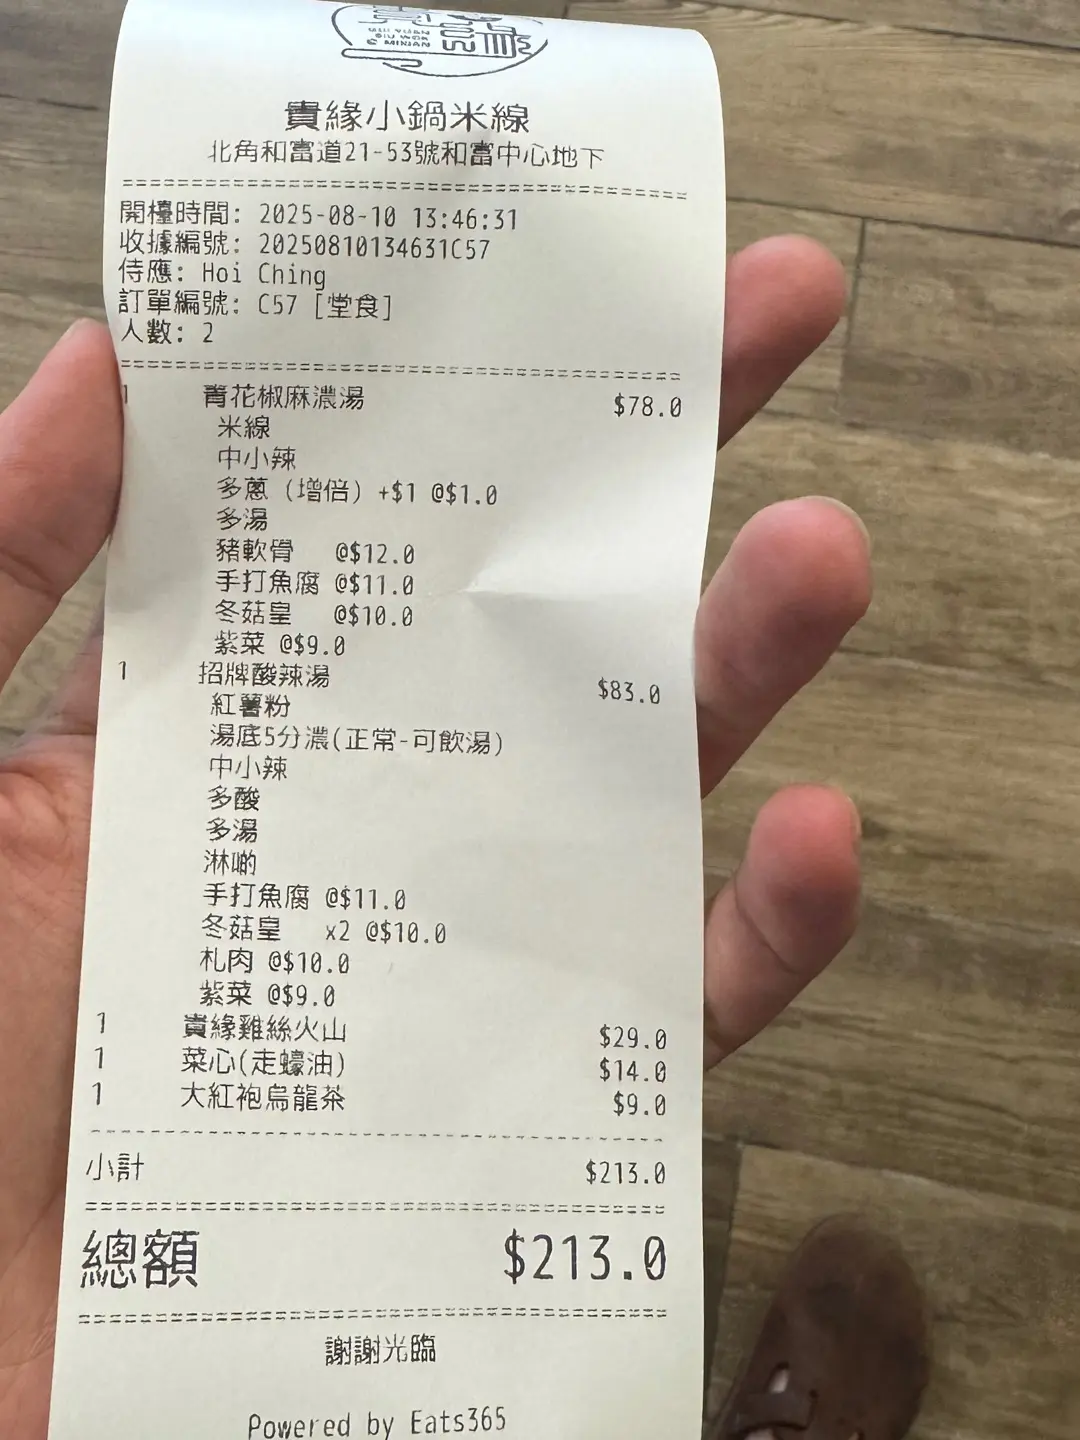 貴緣小鍋米線
北角和富道21-53號和富中心地下
開檯時間: 2025-08-10 13:46:31
收據編號: 20250810134631C57
侍應: Hoi Ching
訂單編號: C57 [堂食]
人數: 2
1 青花椒麻濃湯 $78.0
米線
中小辣
多蔥 (增倍) +$1 @$1.0
多湯
豬軟骨 @$12.0
手打魚腐 @$11.0
冬菇皇 @$10.0
紫菜 @$9.0
1 招牌酸辣湯 $83.0
紅薯粉
湯底5分濃(正常-可飲湯)
中小辣
多酸
多湯
淋啲
手打魚腐 @$11.0
冬菇皇 x2 @$10.0
札肉 @$10.0
紫菜 @$9.0
1 貴緣雞絲火山 $29.0
1 菜心(走蠔油) $14.0
1 大紅袍烏龍茶 $9.0
小計 $213.0
總額 $213.0
謝謝光臨
Powered by Eats365